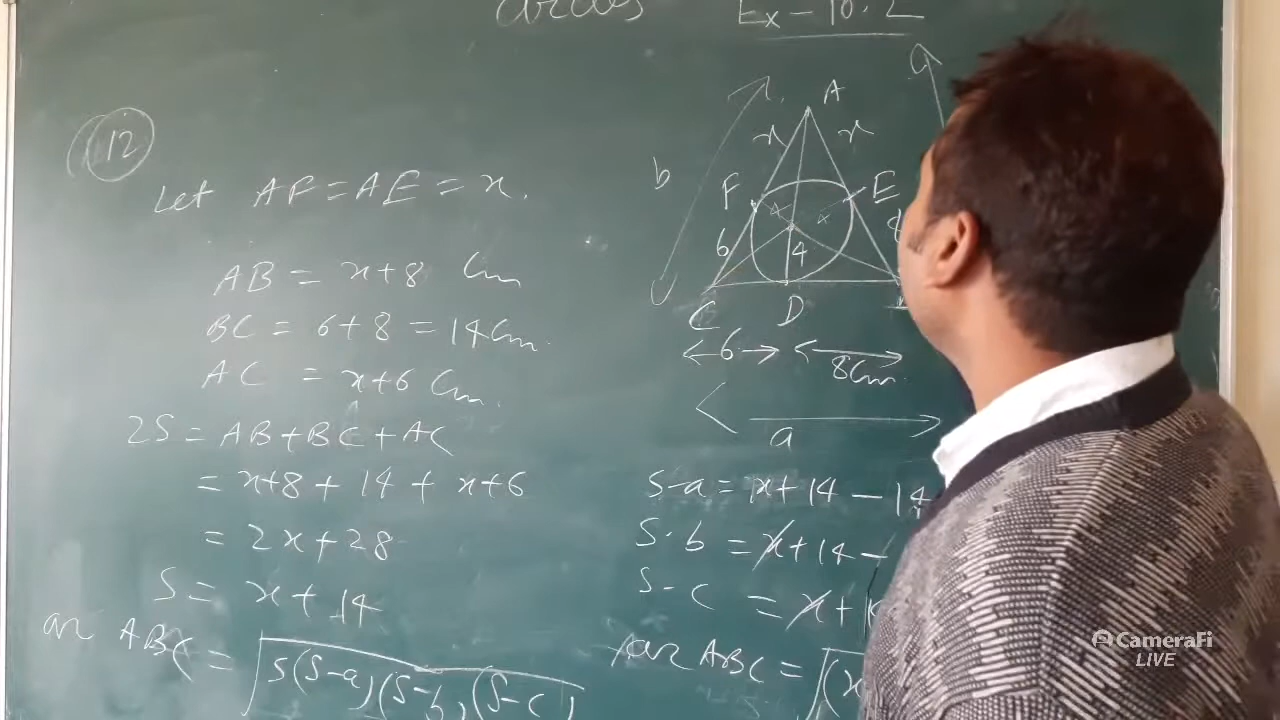 Circles Ex - 10.2
12
Let AF = AE = x.
AB = x+8 Cm
BC = 6+8 = 14 Cm.
AC = x+6 Cm.
2S = AB+BC+AC
= x+8 + 14 + x+6
= 2x+28
S = x+14
ar ABC = √S(S-a)(S-b)(S-c)
A
x x
b
F E
6 4
C D
6 8Cm.
a
S-a = x+14-14
S-b = x+14-
S-c = x+
ar ABC = √(x
CameraFi
LIVE